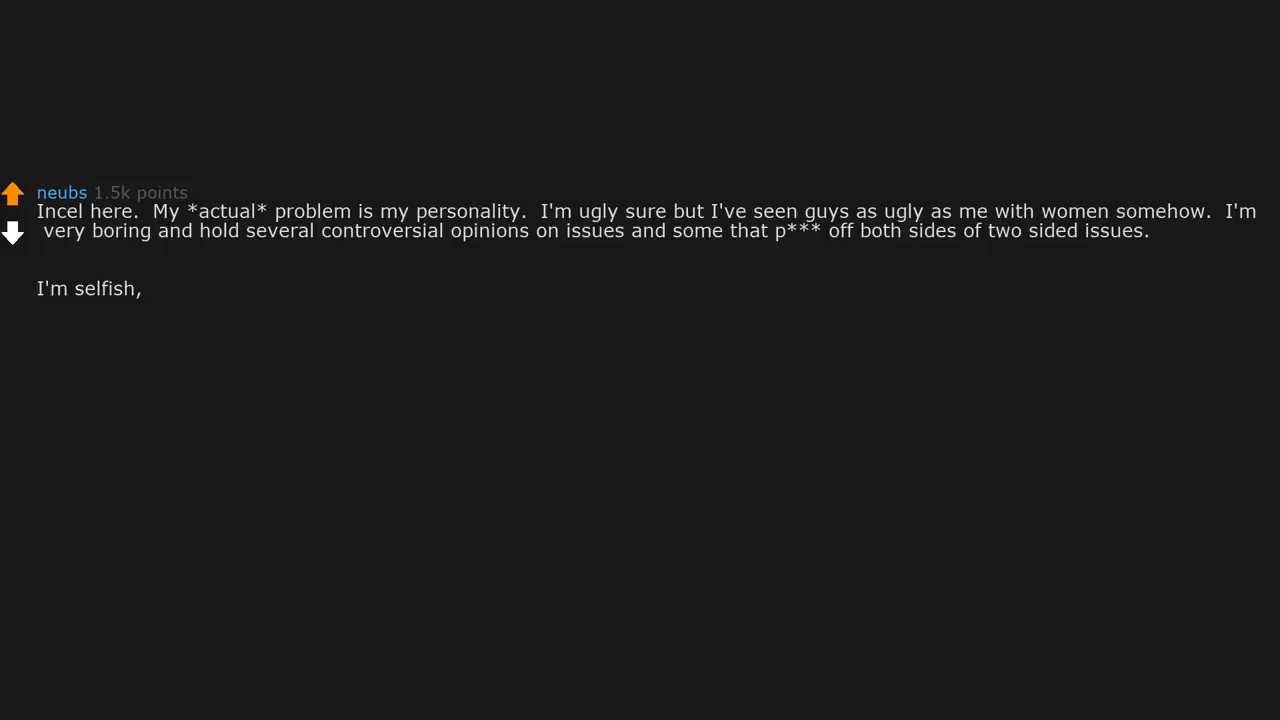 neubs 1.5k points
Incel here.  My *actual* problem is my personality.  I'm ugly sure but I've seen guys as ugly as me with women somehow.  I'm
very boring and hold several controversial opinions on issues and some that p*** off both sides of two sided issues.
I'm selfish,